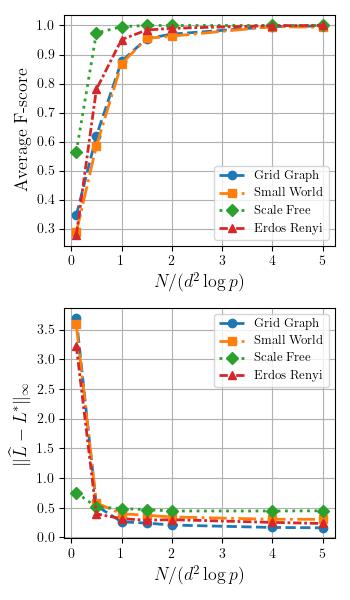 1.0
0.9
0.8
0.7
0.6
0.5
0.4
0.3
Average F-score
Grid Graph
Small World
Scale Free
Erdos Renyi
0 1 2 3 4 5
N/(d² log p)
3.5
3.0
2.5
2.0
1.5
1.0
0.5
0.0
||L̂ − L*||∞
Grid Graph
Small World
Scale Free
Erdos Renyi
0 1 2 3 4 5
N/(d² log p)